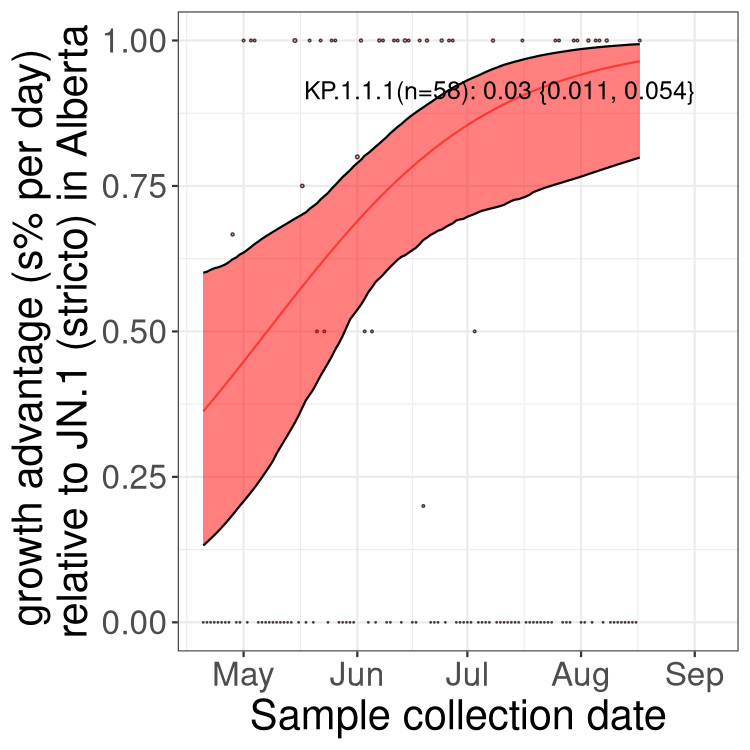 growth advantage (s% per day)
relative to JN.1 (stricto) in Alberta
1.00
0.75
0.50
0.25
0.00
KP.1.1.1(n=58): 0.03 {0.011, 0.054}
May Jun Jul Aug Sep
Sample collection date